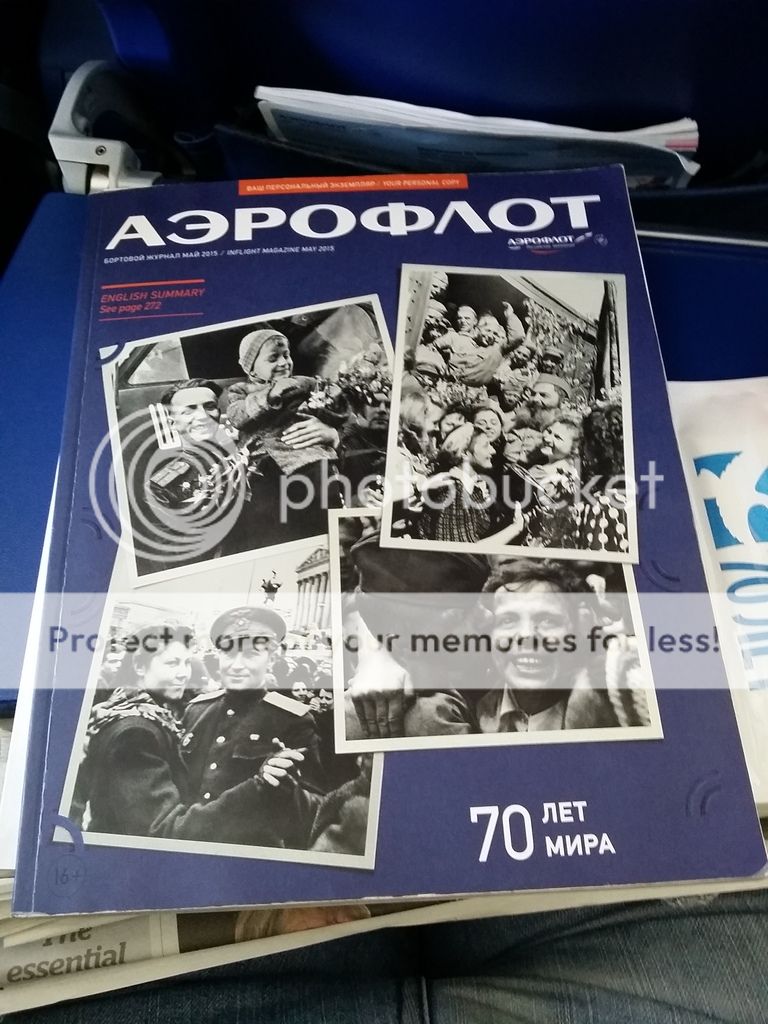 ВАШ ПЕРСОНАЛЬНЫЙ ЭКЗЕМПЛЯР / YOUR PERSONAL COPY
АЭРОФЛОТ
БОРТОВОЙ ЖУРНАЛ МАЙ 2015 / INFLIGHT MAGAZINE MAY 2015
АЭРОФЛОТ
ENGLISH SUMMARY
See page 272
photobucket
Protect more of your memories for less!
70 ЛЕТ
МИРА
16+
The
essential